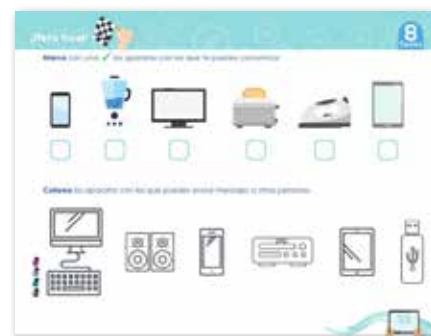 ¡Reto final!
8
Marca con una ✓ los aparatos con los que te puedes comunicar.
Colorea los aparatos con los que puedes enviar mensajes a otras personas.